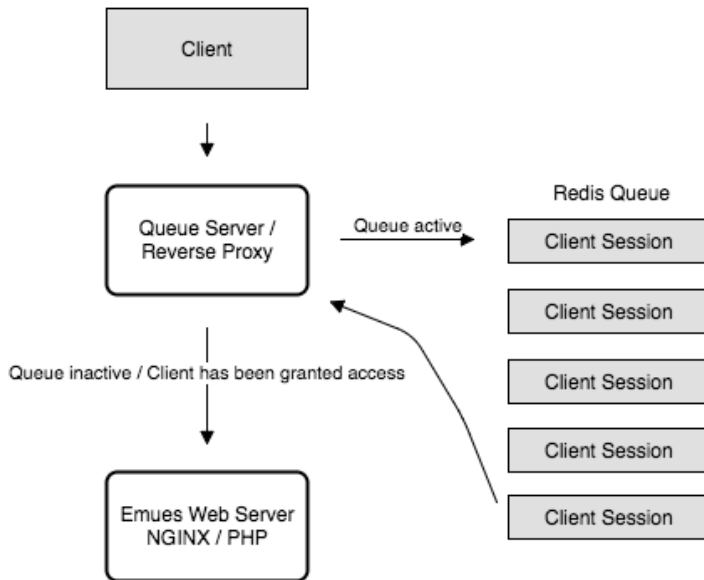 Client
Queue Server /
Reverse Proxy
Queue active
Redis Queue
Client Session
Client Session
Client Session
Client Session
Client Session
Queue inactive / Client has been granted access
Emues Web Server
NGINX / PHP